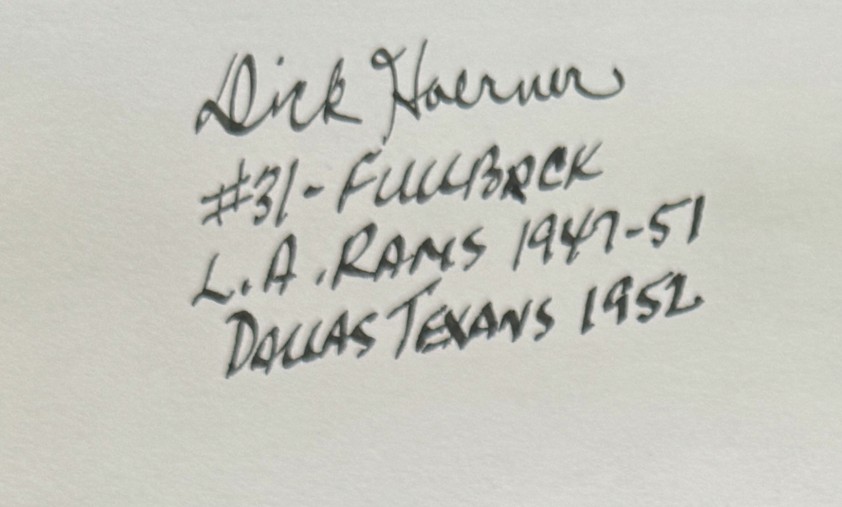 Dick Hoerner
#31- FULLBACK
L.A. RAMS 1947-51
DALLAS TEXANS 1952